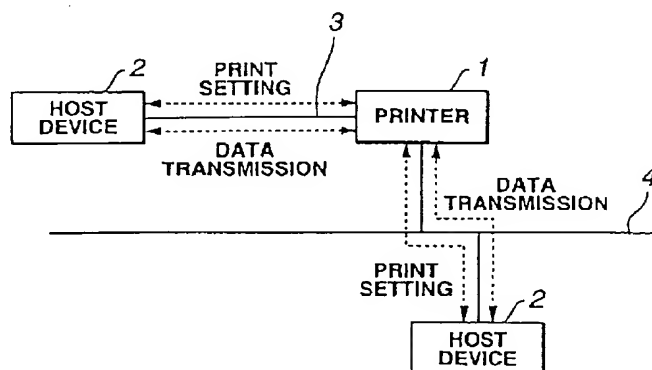 3
2
1
PRINT
SETTING
HOST
DEVICE
PRINTER
DATA
TRANSMISSION
DATA
TRANSMISSION
4
PRINT
SETTING
2
HOST
DEVICE